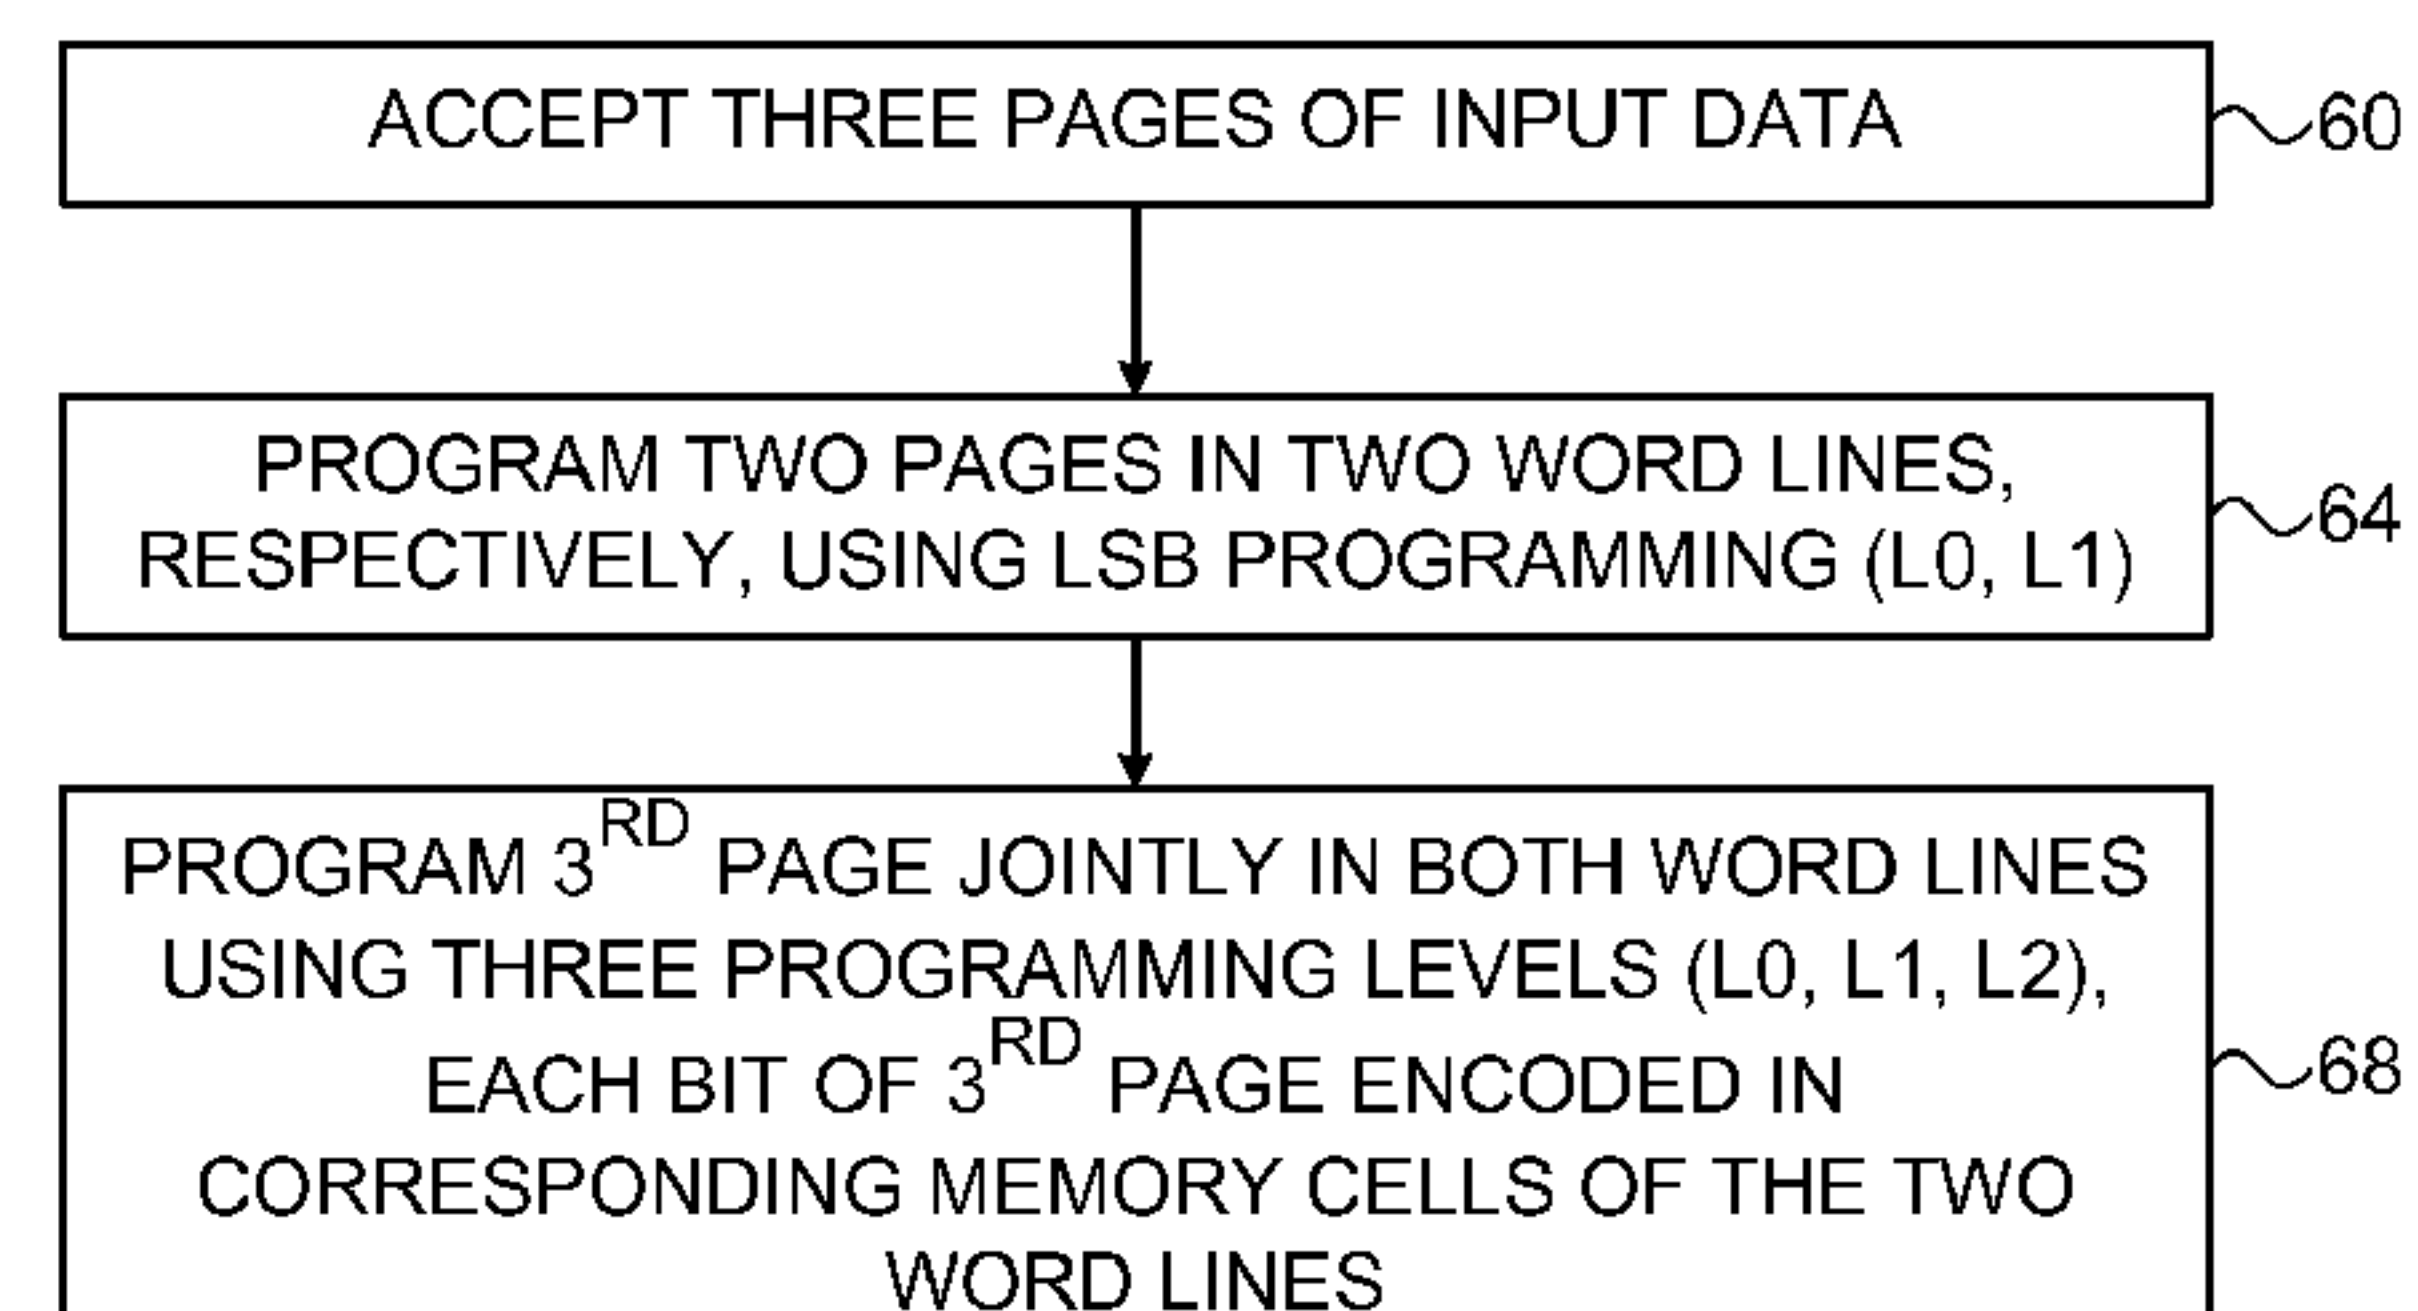 ACCEPT THREE PAGES OF INPUT DATA
60
PROGRAM TWO PAGES IN TWO WORD LINES,
RESPECTIVELY, USING LSB PROGRAMMING (L0, L1)
64
PROGRAM 3RD PAGE JOINTLY IN BOTH WORD LINES
USING THREE PROGRAMMING LEVELS (L0, L1, L2),
EACH BIT OF 3RD PAGE ENCODED IN
CORRESPONDING MEMORY CELLS OF THE TWO
WORD LINES
68